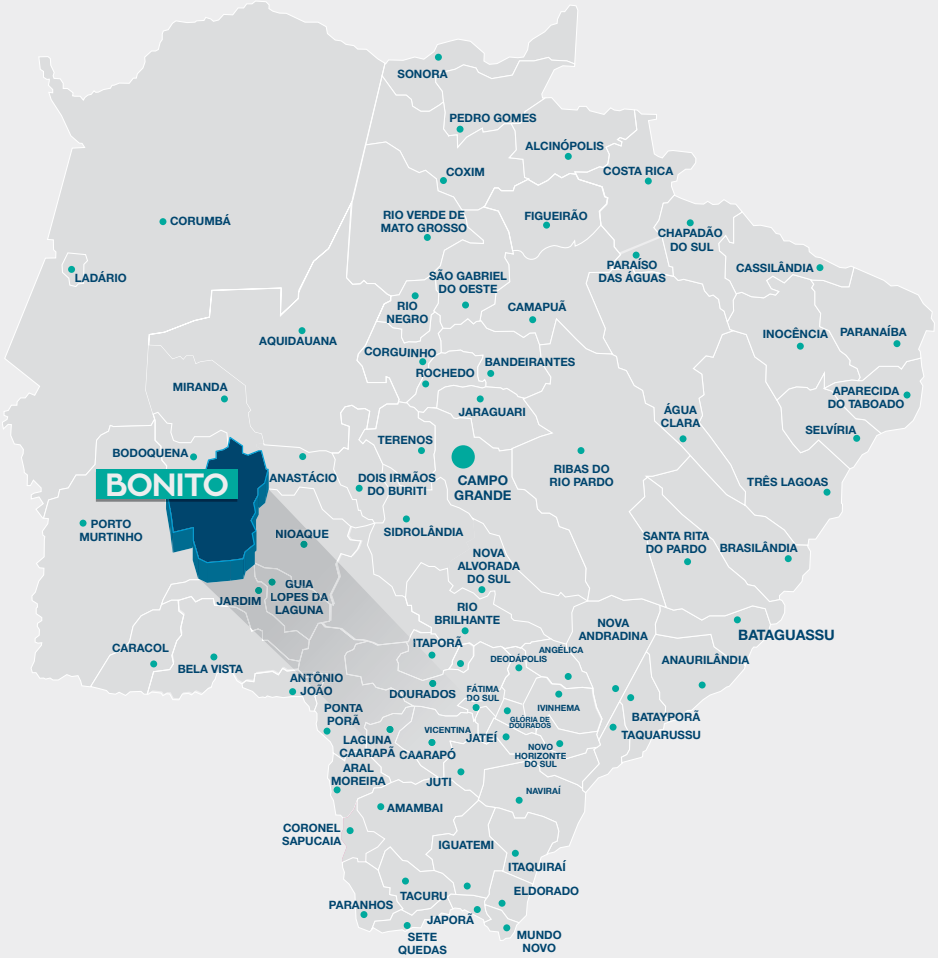 SONORA
PEDRO GOMES
ALCINÓPOLIS
COXIM
COSTA RICA
CORUMBÁ
RIO VERDE DE
MATO GROSSO
FIGUEIRÃO
CHAPADÃO
DO SUL
LADÁRIO
SÃO GABRIEL
DO OESTE
PARAÍSO
DAS ÁGUAS
CASSILÂNDIA
RIO
NEGRO
CAMAPUÃ
AQUIDAUANA
INOCÊNCIA
PARANAÍBA
CORGUINHO
BANDEIRANTES
ROCHEDO
MIRANDA
APARECIDA
DO TABOADO
JARAGUARI
ÁGUA
CLARA
SELVÍRIA
TERENOS
BODOQUENA
BONITO
ANASTÁCIO
DOIS IRMÃOS
DO BURITI
CAMPO
GRANDE
RIBAS DO
RIO PARDO
TRÊS LAGOAS
PORTO
MURTINHO
NIOAQUE
SIDROLÂNDIA
SANTA RITA
DO PARDO
BRASILÂNDIA
NOVA
ALVORADA
DO SUL
JARDIM
GUIA
LOPES DA
LAGUNA
RIO
BRILHANTE
NOVA
ANDRADINA
BATAGUASSU
CARACOL
BELA VISTA
ITAPORÃ
DEODÁPOLIS
ANGÉLICA
ANAURILÂNDIA
ANTÔNIO
JOÃO
DOURADOS
FÁTIMA
DO SUL
IVINHEMA
BATAYPORÃ
PONTA
PORÃ
GLÓRIA DE
DOURADOS
TAQUARUSSU
LAGUNA
CAARAPÃ
VICENTINA
CAARAPÓ
JATEÍ
NOVO
HORIZONTE
DO SUL
ARAL
MOREIRA
JUTI
NAVIRAÍ
AMAMBAI
CORONEL
SAPUCAIA
IGUATEMI
ITAQUIRAÍ
TACURU
ELDORADO
PARANHOS
JAPORÃ
SETE
QUEDAS
MUNDO
NOVO